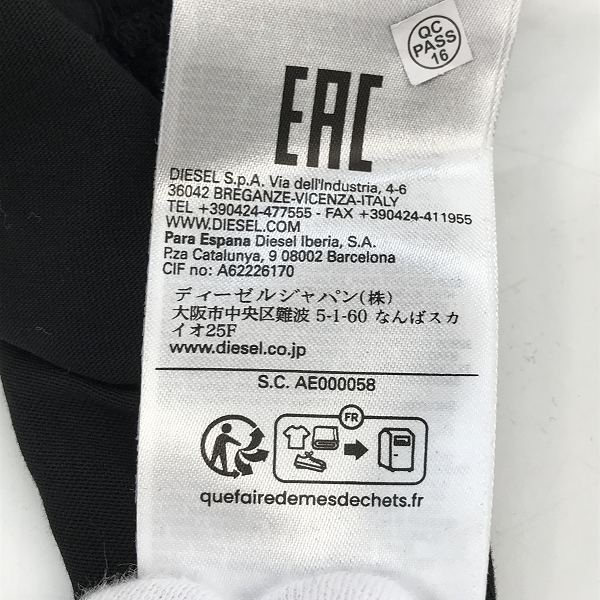 QC
PASS
16
EAC
DIESEL S.p.A. Via dell'Industria, 4-6
36042 BREGANZE-VICENZA-ITALY
TEL +390424-477555 - FAX +390424-411955
WWW.DIESEL.COM
Para Espana Diesel Iberia, S.A.
P.za Catalunya, 9 08002 Barcelona
CIF no: A62226170
ディーゼルジャパン(株)
大阪市中央区難波 5-1-60 なんばスカ
イオ25F
www.diesel.co.jp
S.C. AE000058
FR
quefairedemesdechets.fr